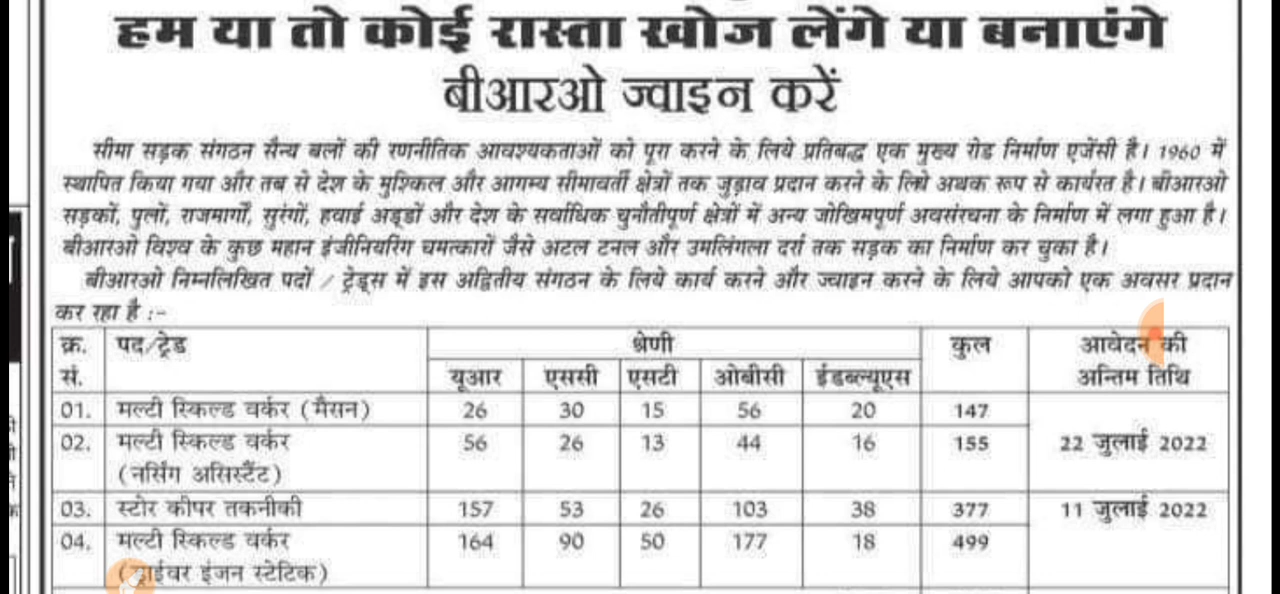 हम या तो कोई रास्ता खोज लेंगे या बनाएंगे
बीआरओ ज्वाइन करें
सीमा सड़क संगठन सैन्य बलों की रणनीतिक आवश्यकताओं को पूरा करने के लिये प्रतिबद्ध एक मुख्य रोड निर्माण एजेंसी है। 1960 में
स्थापित किया गया और तब से देश के मुश्किल और आगम्य सीमावर्ती क्षेत्रों तक जुड़ाव प्रदान करने के लिये अथक रूप से कार्यरत है। बीआरओ
सड़कों, पुलों, राजमार्गों, सुरंगों, हवाई अड्डों और देश के सर्वाधिक चुनौतीपूर्ण क्षेत्रों में अन्य जोखिमपूर्ण अवसंरचना के निर्माण में लगा हुआ है।
बीआरओ विश्व के कुछ महान इंजीनियरिंग चमत्कारों जैसे अटल टनल और उमलिंगला दर्रा तक सड़क का निर्माण कर चुका है।
बीआरओ निम्नलिखित पदों / ट्रेड्स में इस अद्वितीय संगठन के लिये कार्य करने और ज्वाइन करने के लिये आपको एक अवसर प्रदान
कर रहा है :-
क्र. पद/ट्रेड श्रेणी कुल आवेदन की
सं. यूआर एससी एसटी ओबीसी ईडब्ल्यूएस अन्तिम तिथि
01. मल्टी स्किल्ड वर्कर (मैसन) 26 30 15 56 20 147
02. मल्टी स्किल्ड वर्कर 56 26 13 44 16 155 22 जुलाई 2022
(नर्सिंग असिस्टैंट)
03. स्टोर कीपर तकनीकी 157 53 26 103 38 377 11 जुलाई 2022
04. मल्टी स्किल्ड वर्कर 164 90 50 177 18 499
(ड्राईवर इंजन स्टेटिक)